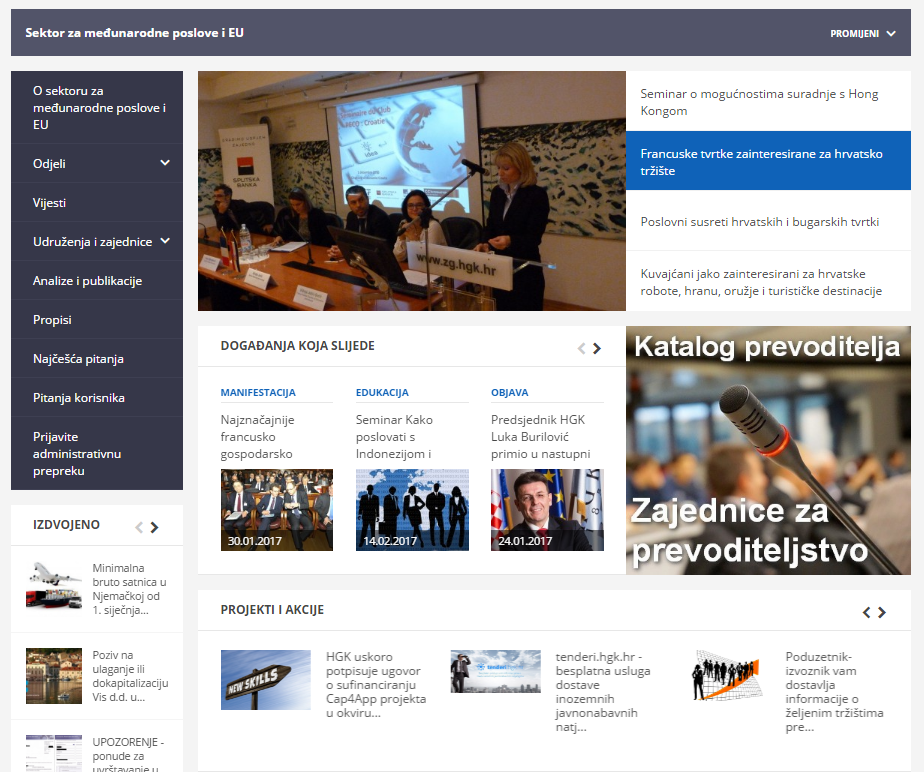 Sektor za međunarodne poslove i EU
PROMIJENI
O sektoru za
međunarodne poslove i
EU
Odjeli
Vijesti
Udruženja i zajednice
Analize i publikacije
Propisi
Najčešća pitanja
Pitanja korisnika
Prijavite
administrativnu
prepreku
SPLITSKA
BANKA
www.zg.hgk.hr
Seminar o mogućnostima suradnje s Hong
Kongom
Francuske tvrtke zainteresirane za hrvatsko
tržište
Poslovni susreti hrvatskih i bugarskih tvrtki
Kuvajćani jako zainteresirani za hrvatske
robote, hranu, oružje i turističke destinacije
DOGAĐANJA KOJA SLIJEDE
MANIFESTACIJA
Najznačajnije
francusko
gospodarsko
30.01.2017
EDUKACIJA
Seminar Kako
poslovati s
Indonezijom i
14.02.2017
OBJAVA
Predsjednik HGK
Luka Burilović
primio u nastupni
24.01.2017
Katalog prevoditelja
Zajednice za
prevoditeljstvo
IZDVOJENO
Minimalna
bruto satnica u
Njemačkoj od
1. siječnja...
Poziv na
ulaganje ili
dokapitalizaciju
Vis d.d. u...
UPOZORENJE -
ponude za
uvrštavanje u
PROJEKTI I AKCIJE
NEW SKILLS
HGK uskoro
potpisuje ugovor
o sufinanciranju
Cap4App projekta
u okviru...
tenderi.hgk.hr -
besplatna usluga
dostave
inozemnih
javnonabavnih
natj...
Poduzetnik-
izvoznik vam
dostavlja
informacije o
željenim tržištima
pre...